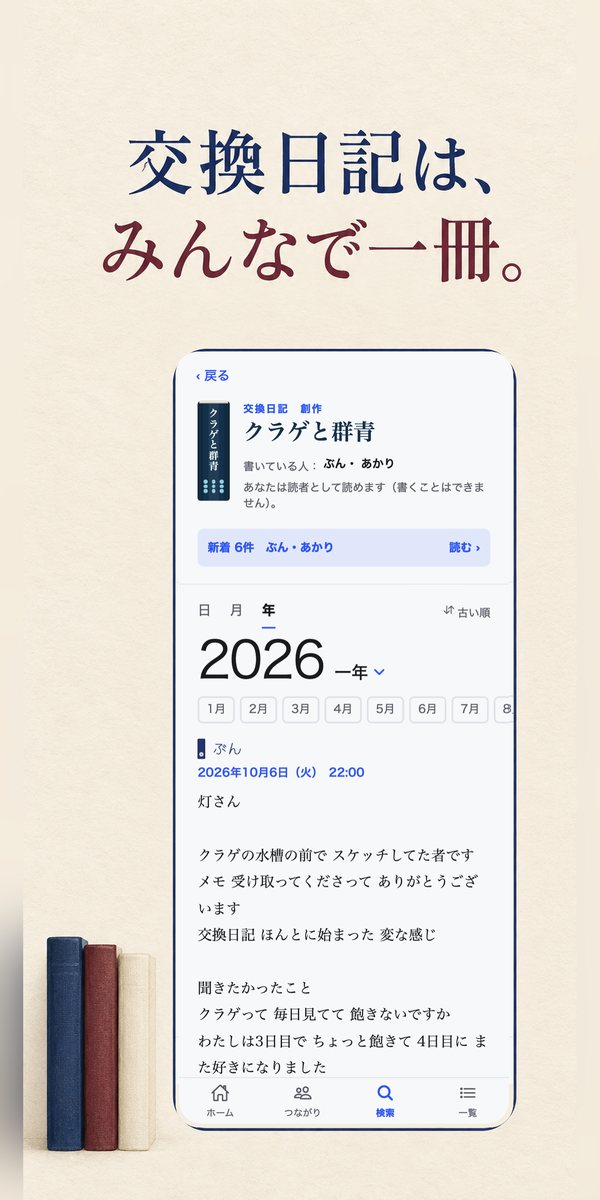 交換日記は、
みんなで一冊。
‹ 戻る
クラゲと群青
交換日記 創作
クラゲと群青
書いている人： ぶん・ あかり
あなたは読者として読めます（書くことはできま
せん）。
新着 6件 ぶん・あかり 読む ›
日 月 年 古い順
2026 一年
1月 2月 3月 4月 5月 6月 7月 8
ぶん
2026年10月6日（火） 22:00
灯さん
クラゲの水槽の前で スケッチしてた者です
メモ 受け取ってくださって ありがとうござ
います
交換日記 ほんとに始まった 変な感じ
聞きたかったこと
クラゲって 毎日見てて 飽きないですか
わたしは3日目で ちょっと飽きて 4日目に ま
た好きになりました
ホーム つながり 検索 一覧